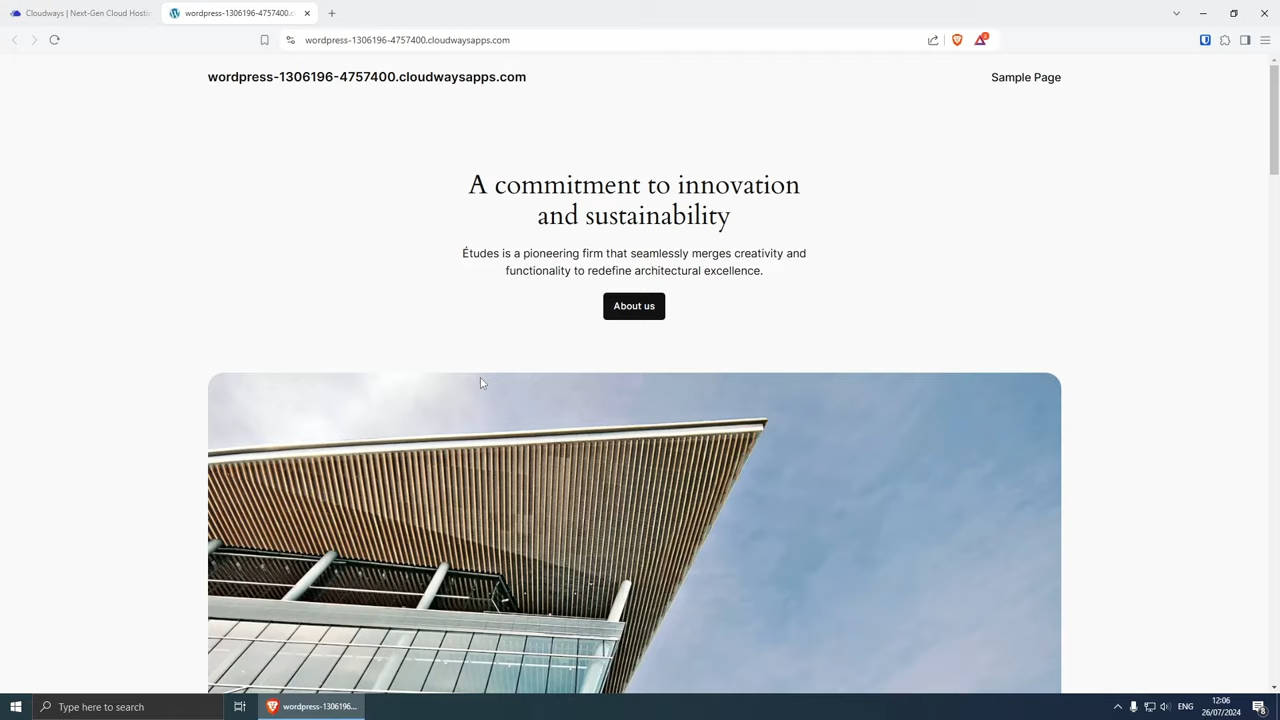 Cloudways | Next-Gen Cloud Hostin
wordpress-1306196-4757400.c
wordpress-1306196-4757400.cloudwaysapps.com
wordpress-1306196-4757400.cloudwaysapps.com
Sample Page
A commitment to innovation
and sustainability
Études is a pioneering firm that seamlessly merges creativity and
functionality to redefine architectural excellence.
About us
Type here to search
wordpress-1306196...
ENG
12:06
26/07/2024
8